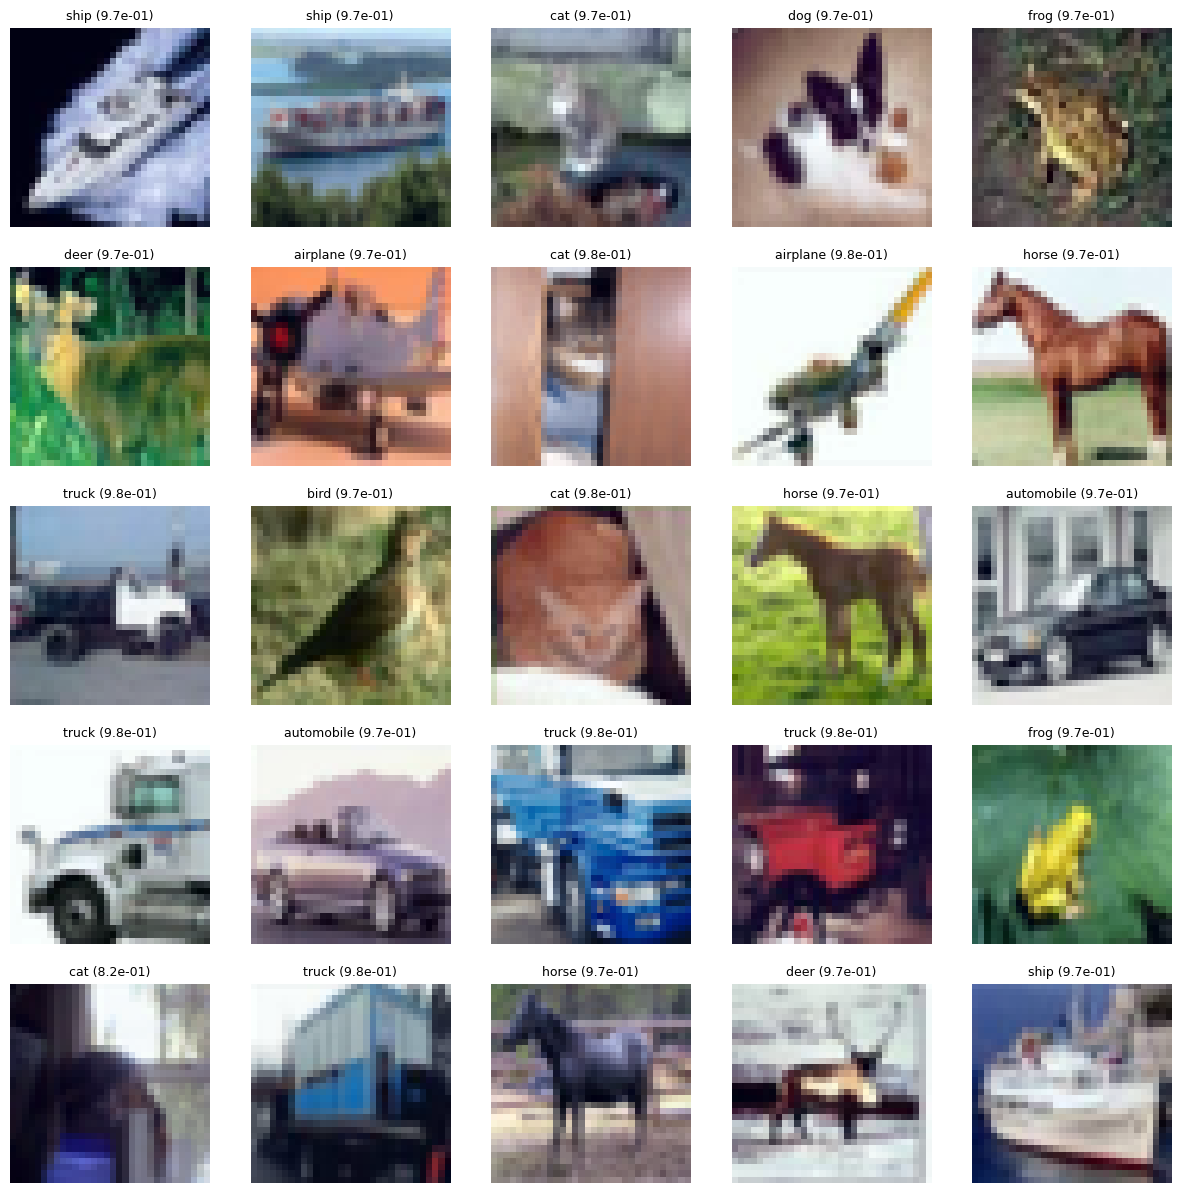 ship (9.7e-01)
ship (9.7e-01)
cat (9.7e-01)
dog (9.7e-01)
frog (9.7e-01)
deer (9.7e-01)
airplane (9.7e-01)
cat (9.8e-01)
airplane (9.8e-01)
horse (9.7e-01)
truck (9.8e-01)
bird (9.7e-01)
cat (9.8e-01)
horse (9.7e-01)
automobile (9.7e-01)
truck (9.8e-01)
automobile (9.7e-01)
truck (9.8e-01)
truck (9.8e-01)
frog (9.7e-01)
cat (8.2e-01)
truck (9.8e-01)
horse (9.7e-01)
deer (9.7e-01)
ship (9.7e-01)